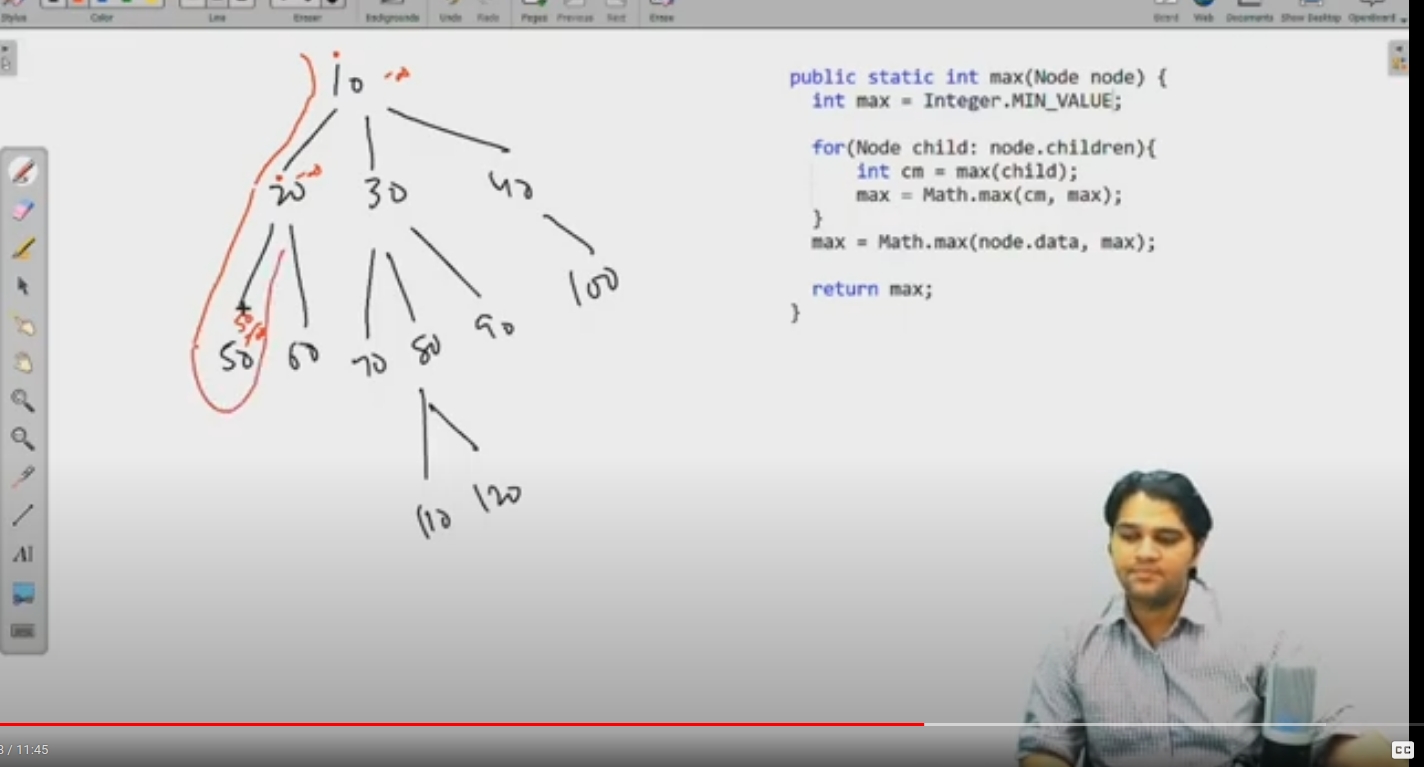 Stylus Color Line Eraser Backgrounds Undo Redo Pages Previous Next Erase Board Web Documents Show Desktop OpenBoard
10 -∞
20 -∞ 30 40
50
50 60 70 80 90 100
110 120
public static int max(Node node) {
int max = Integer.MIN_VALUE;
for(Node child: node.children){
int cm = max(child);
max = Math.max(cm, max);
}
max = Math.max(node.data, max);
return max;
}
AI
/ 11:45
CC